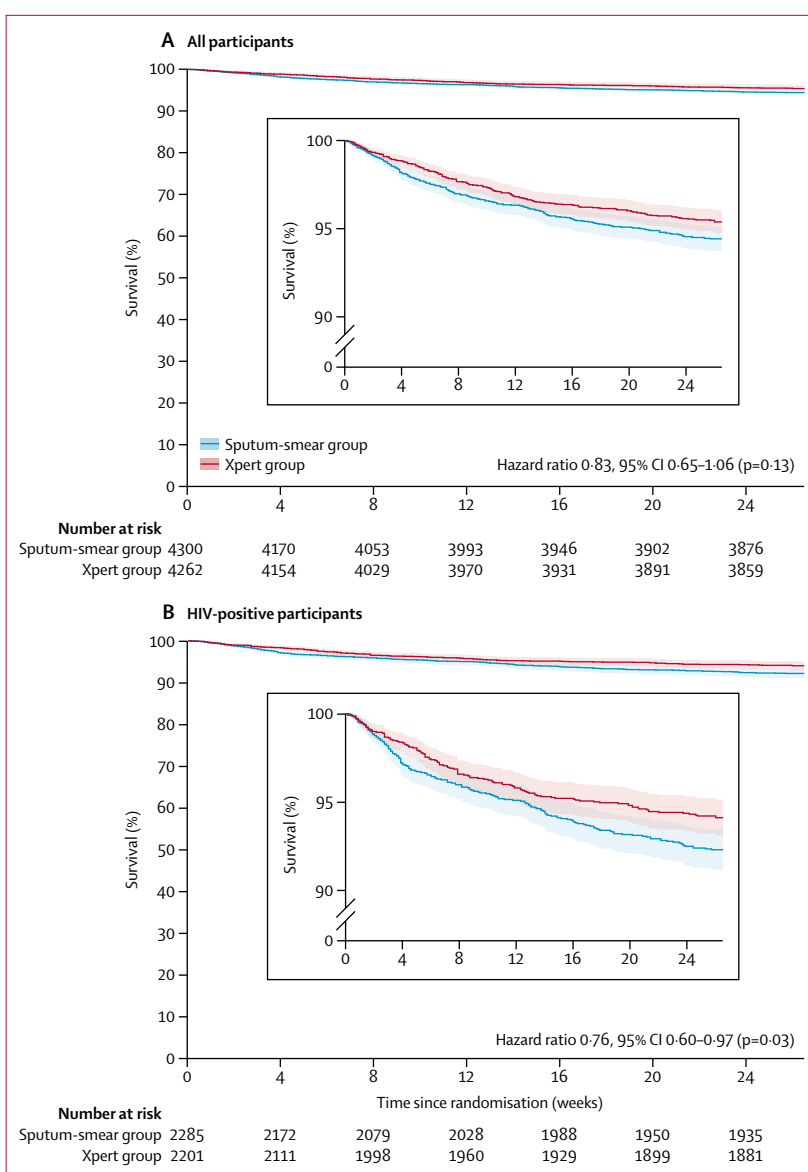 A All participants
100
90
80
70
60
50
40
30
20
10
0
Survival (%)
100
95
90
0
Survival (%)
0 4 8 12 16 20 24
Sputum-smear group
Xpert group
Hazard ratio 0·83, 95% CI 0·65–1·06 (p=0·13)
0 4 8 12 16 20 24
Number at risk
Sputum-smear group 4300 4170 4053 3993 3946 3902 3876
Xpert group 4262 4154 4029 3970 3931 3891 3859
B HIV-positive participants
100
90
80
70
60
50
40
30
20
10
0
Survival (%)
100
95
90
0
Survival (%)
0 4 8 12 16 20 24
Hazard ratio 0·76, 95% CI 0·60–0·97 (p=0·03)
0 4 8 12 16 20 24
Time since randomisation (weeks)
Number at risk
Sputum-smear group 2285 2172 2079 2028 1988 1950 1935
Xpert group 2201 2111 1998 1960 1929 1899 1881